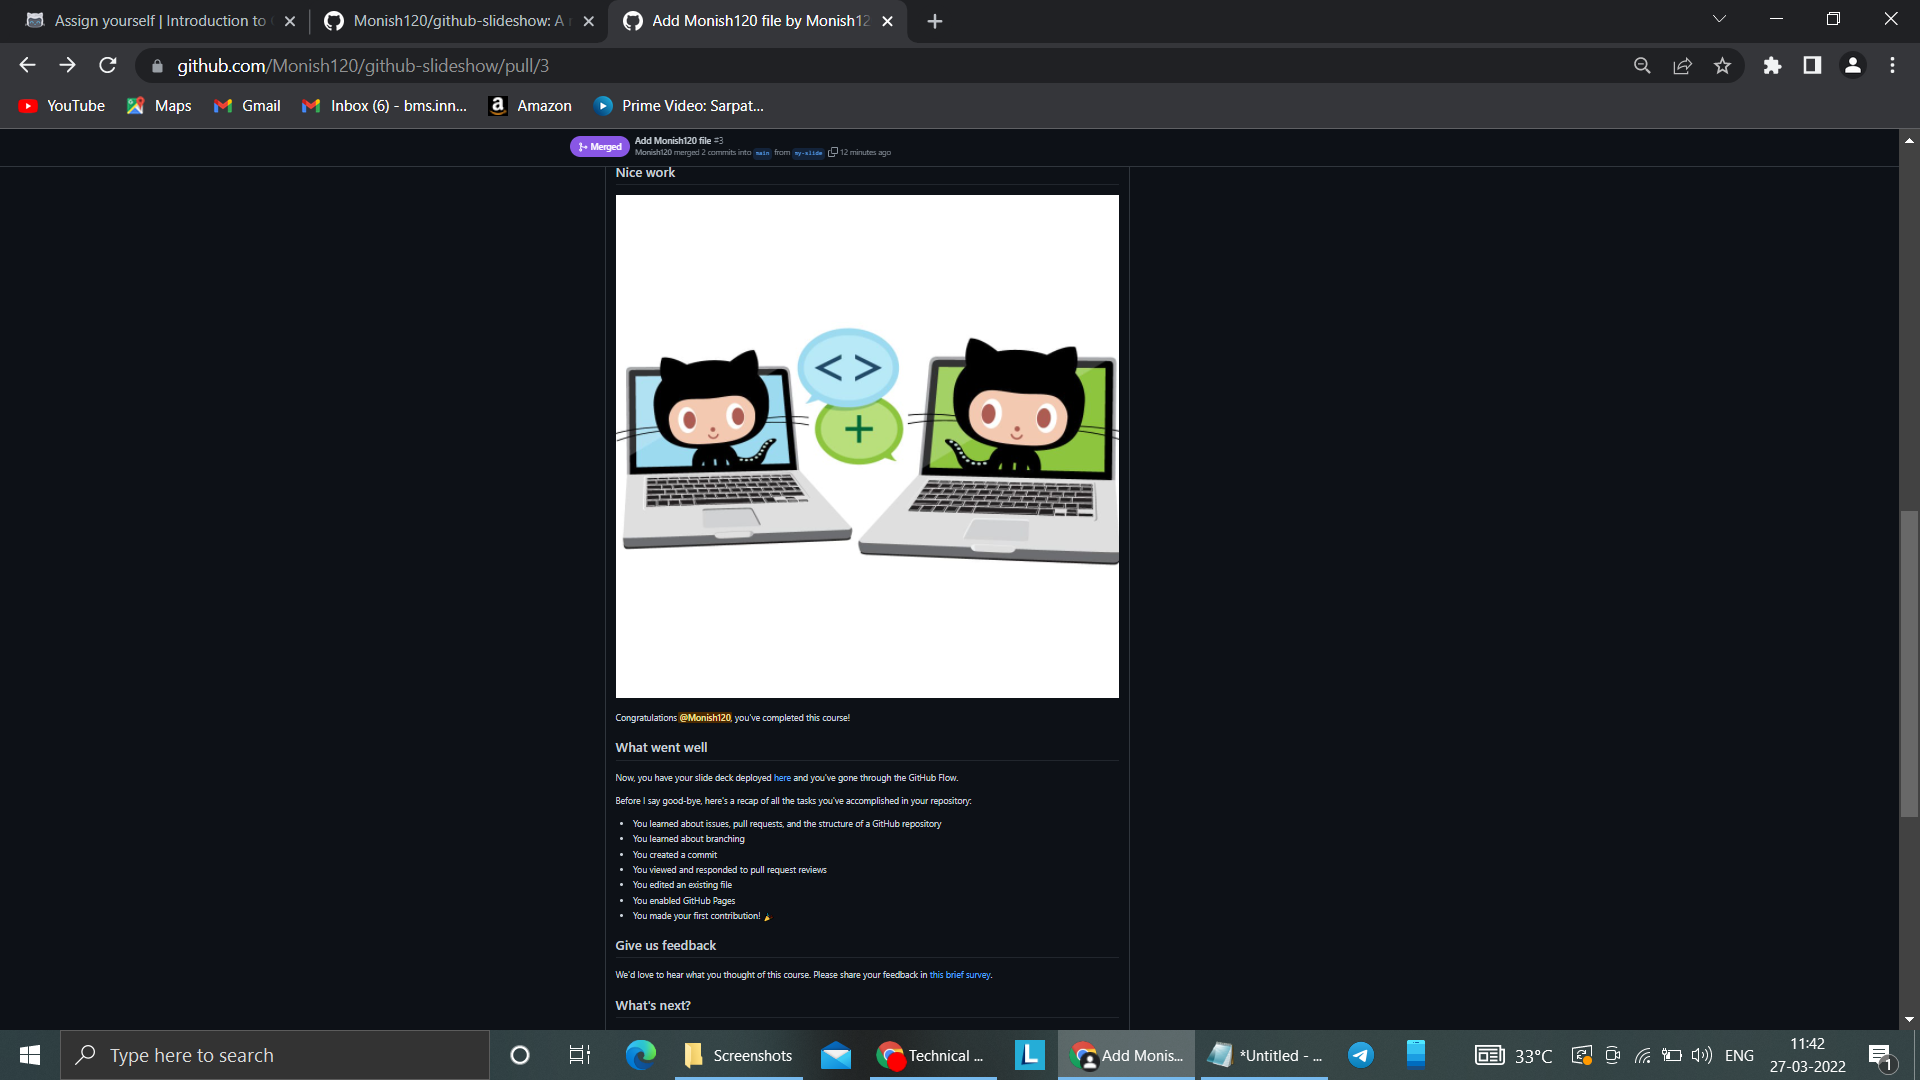 Assign yourself | Introduction to
Monish120/github-slideshow: A
Add Monish120 file by Monish12
github.com/Monish120/github-slideshow/pull/3
YouTube
Maps
Gmail
Inbox (6) - bms.inn...
Amazon
Prime Video: Sarpat...
Merged
Add Monish120 file #3
Monish120 merged 2 commits into main from my-slide 12 minutes ago
Nice work
< >
+
Congratulations @Monish120, you've completed this course!
What went well
Now, you have your slide deck deployed here and you've gone through the GitHub Flow.
Before I say good-bye, here's a recap of all the tasks you've accomplished in your repository:
• You learned about issues, pull requests, and the structure of a GitHub repository
• You learned about branching
• You created a commit
• You viewed and responded to pull request reviews
• You edited an existing file
• You enabled GitHub Pages
• You made your first contribution! 🎉
Give us feedback
We'd love to hear what you thought of this course. Please share your feedback in this brief survey.
What's next?
Type here to search
Screenshots
Technical ...
L
Add Monis...
*Untitled - ...
33°C
ENG
11:42
27-03-2022
1